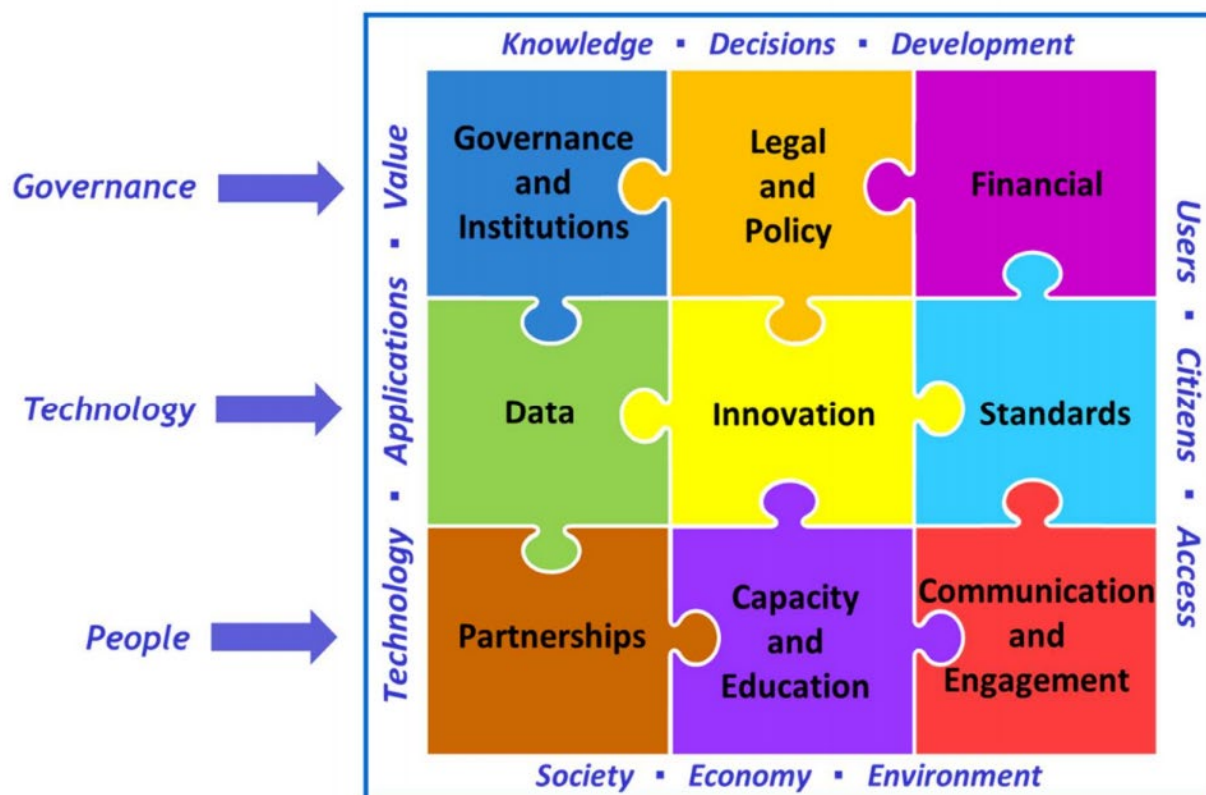 Knowledge ▪ Decisions ▪ Development
Governance
Technology
People
Technology ▪ Applications ▪ Value
Governance
and
Institutions
Legal
and
Policy
Financial
Data
Innovation
Standards
Partnerships
Capacity
and
Education
Communication
and
Engagement
Users ▪ Citizens ▪ Access
Society ▪ Economy ▪ Environment